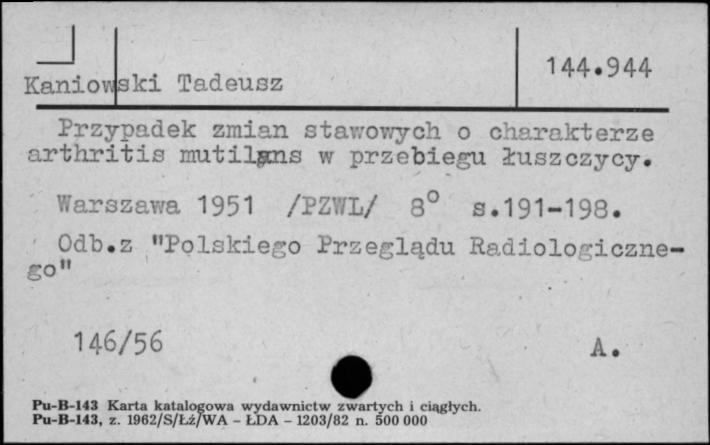 144.944
Kaniowski Tadeusz
Przypadek zmian stawowych o charakterze
arthritis mutilans w przebiegu łuszczycy.
Warszawa 1951 /PZWL/ 8° s.191-198.
Odb.z "Polskiego Przeglądu Radiologiczne-
go"
146/56 A.
Pu-B-143 Karta katalogowa wydawnictw zwartych i ciągłych.
Pu-B-143, z. 1962/S/Łż/WA - ŁDA - 1203/82 n. 500 000